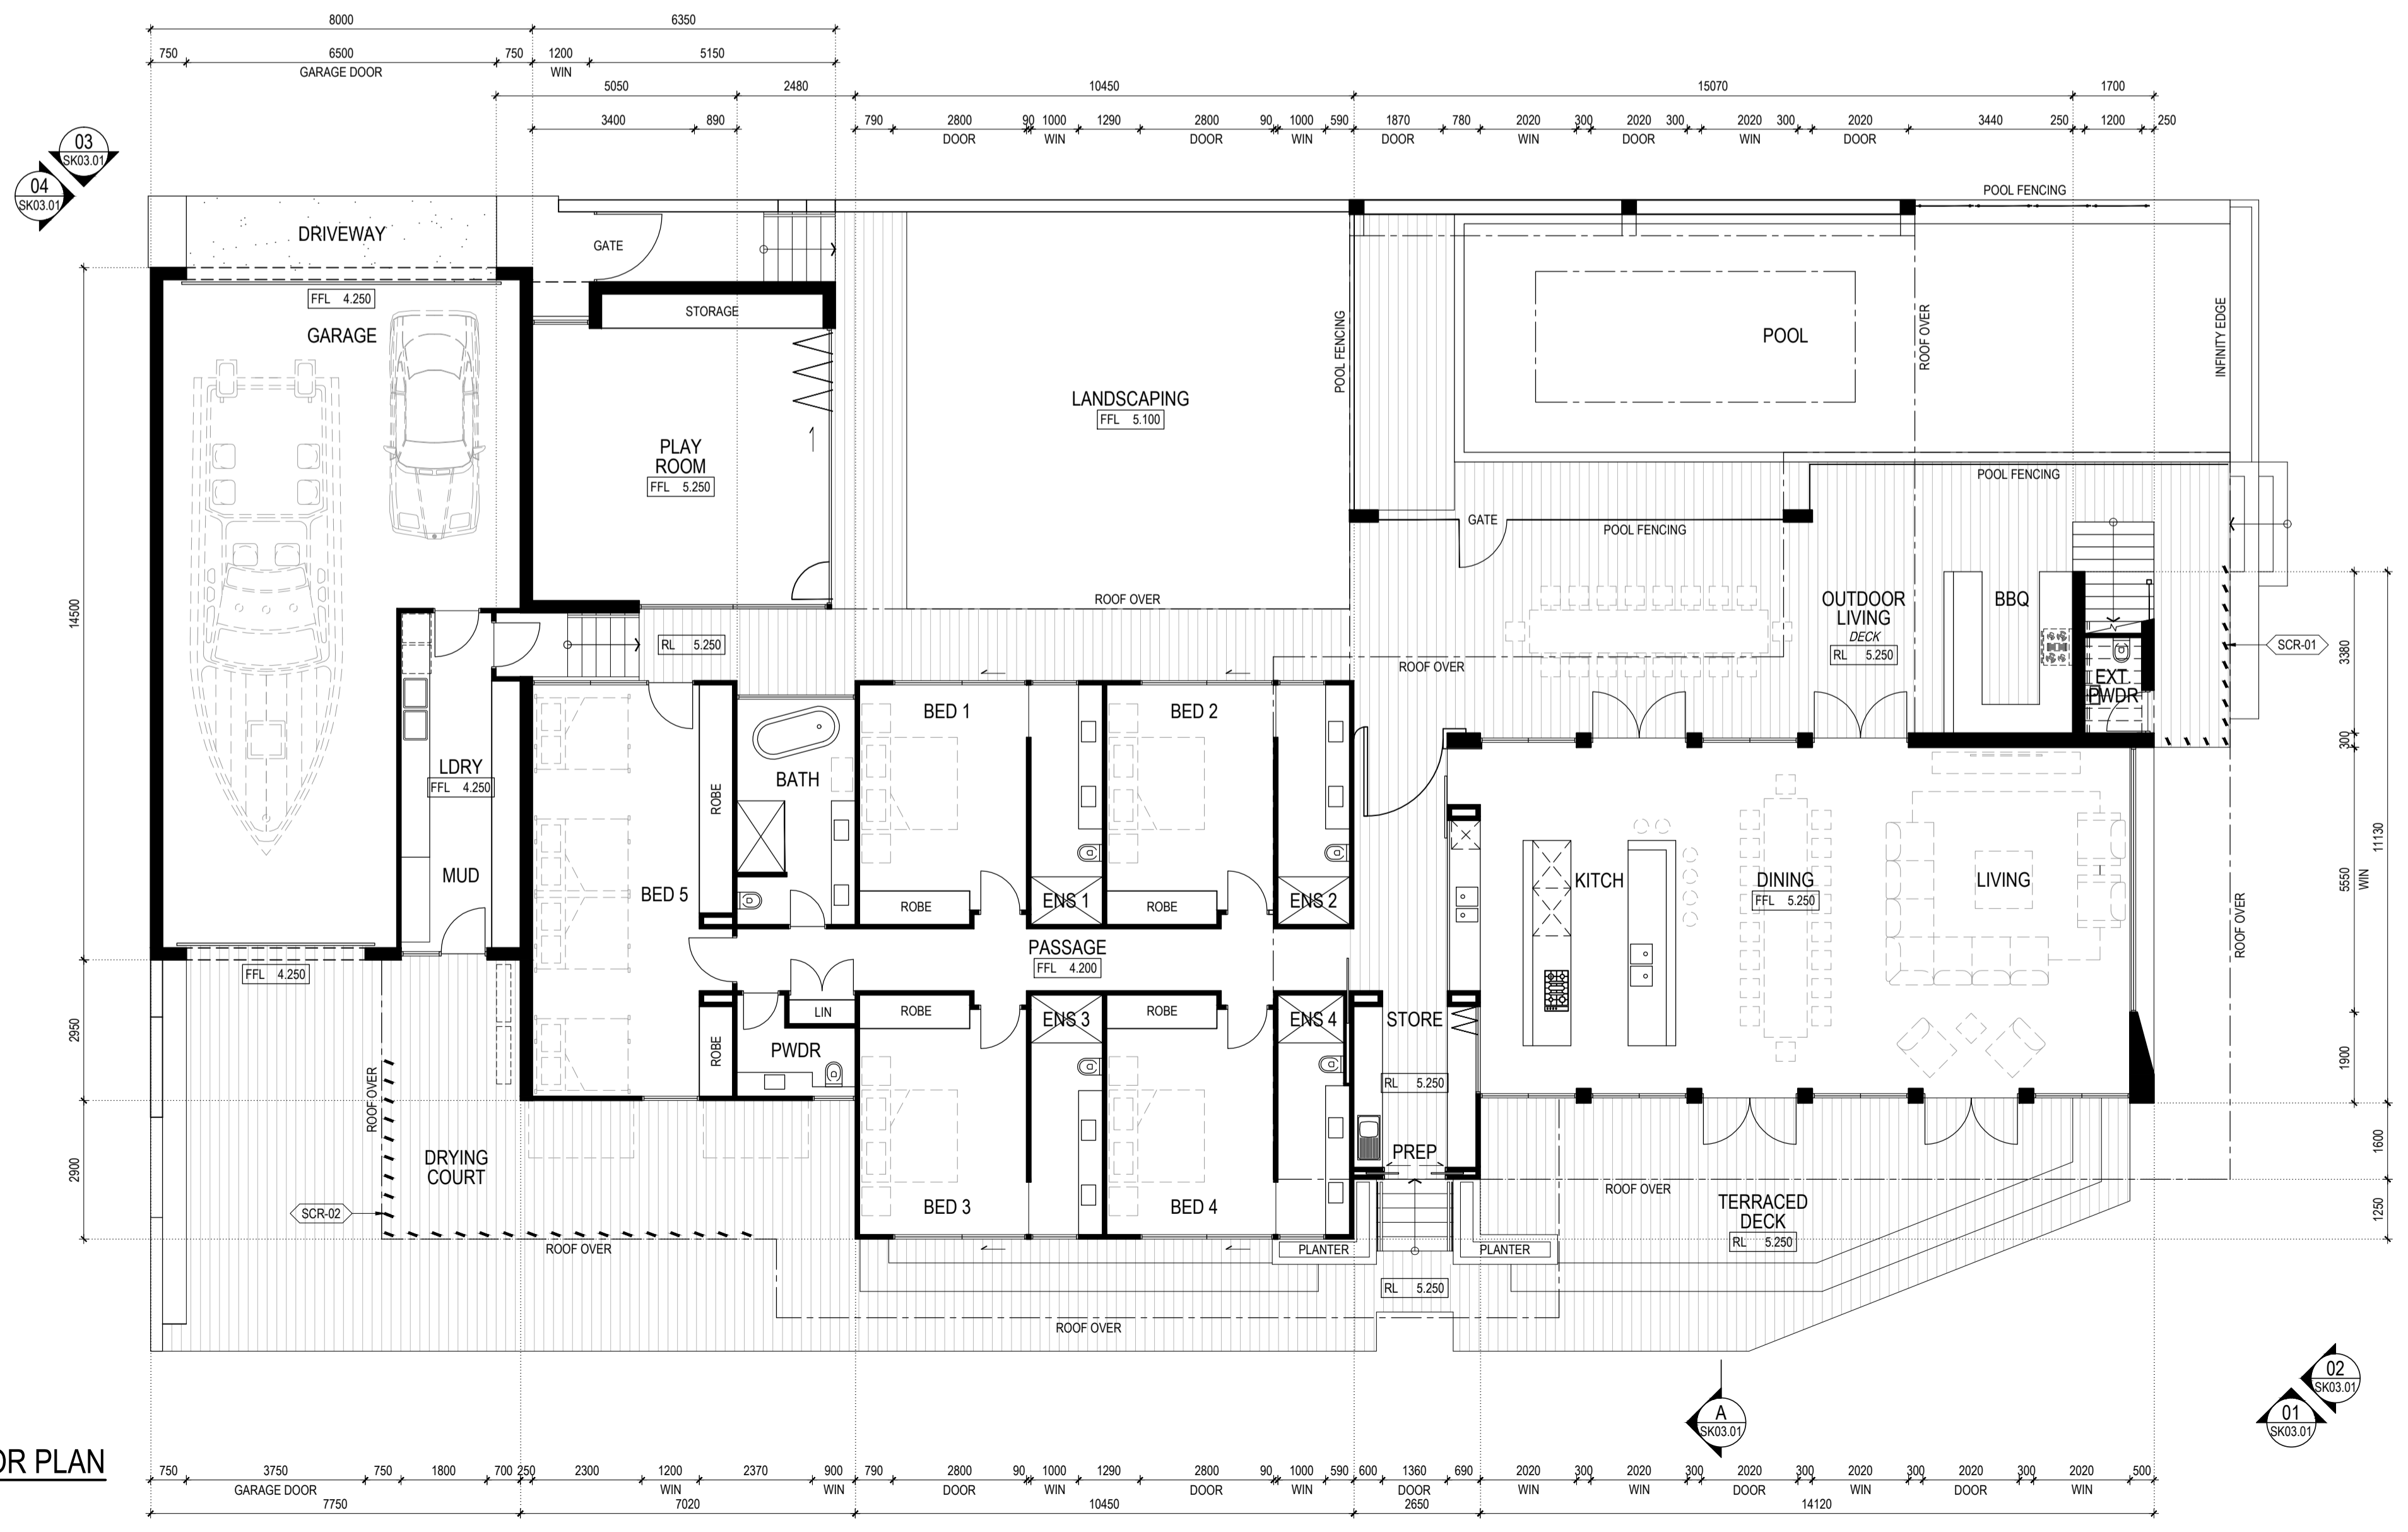 8000 6350
750 6500 750 1200 5150
GARAGE DOOR WIN
5050 2480 10450 15070 1700
3400 890 790 2800 90 1000 1290 2800 90 1000 590 1870 780 2020 300 2020 300 2020 300 2020 3440 250 1200 250
DOOR WIN DOOR WIN DOOR WIN DOOR WIN DOOR
03
SK03.01
04
SK03.01
POOL FENCING
DRIVEWAY
GATE
FFL 4.250
GARAGE
STORAGE
POOL FENCING
POOL
ROOF OVER
INFINITY EDGE
LANDSCAPING
FFL 5.100
PLAY
ROOM
FFL 5.250
POOL FENCING
GATE
POOL FENCING
14500
ROOF OVER
OUTDOOR
LIVING
DECK
RL 5.250
BBQ
3380
SCR-01
RL 5.250
ROOF OVER
EXT.
PWDR
BED 1
BED 2
300
LDRY
FFL 4.250
BATH
ROBE
11130
MUD
BED 5
ROBE
ENS 1
ROBE
ENS 2
KITCH
DINING
FFL 5.250
LIVING
5550
WIN
ROOF OVER
PASSAGE
FFL 4.200
FFL 4.250
LIN
ROBE
ENS 3
ROBE
ENS 4
STORE
2950
PWDR
ROBE
1900
RL 5.250
ROOF OVER
DRYING
COURT
PREP
1600
2900
SCR-02
BED 3
BED 4
ROOF OVER
TERRACED
DECK
RL 5.250
1250
ROOF OVER
PLANTER
PLANTER
RL 5.250
ROOF OVER
02
SK03.01
A
SK03.01
01
SK03.01
OR PLAN
750 3750 750 1800 700 250 2300 1200 2370 900 790 2800 90 1000 1290 2800 90 1000 590 600 1360 690 2020 300 2020 300 2020 300 2020 300 2020 300 2020 500
GARAGE DOOR WIN WIN DOOR WIN DOOR WIN DOOR WIN WIN DOOR WIN DOOR WIN
7750 7020 10450 2650 14120